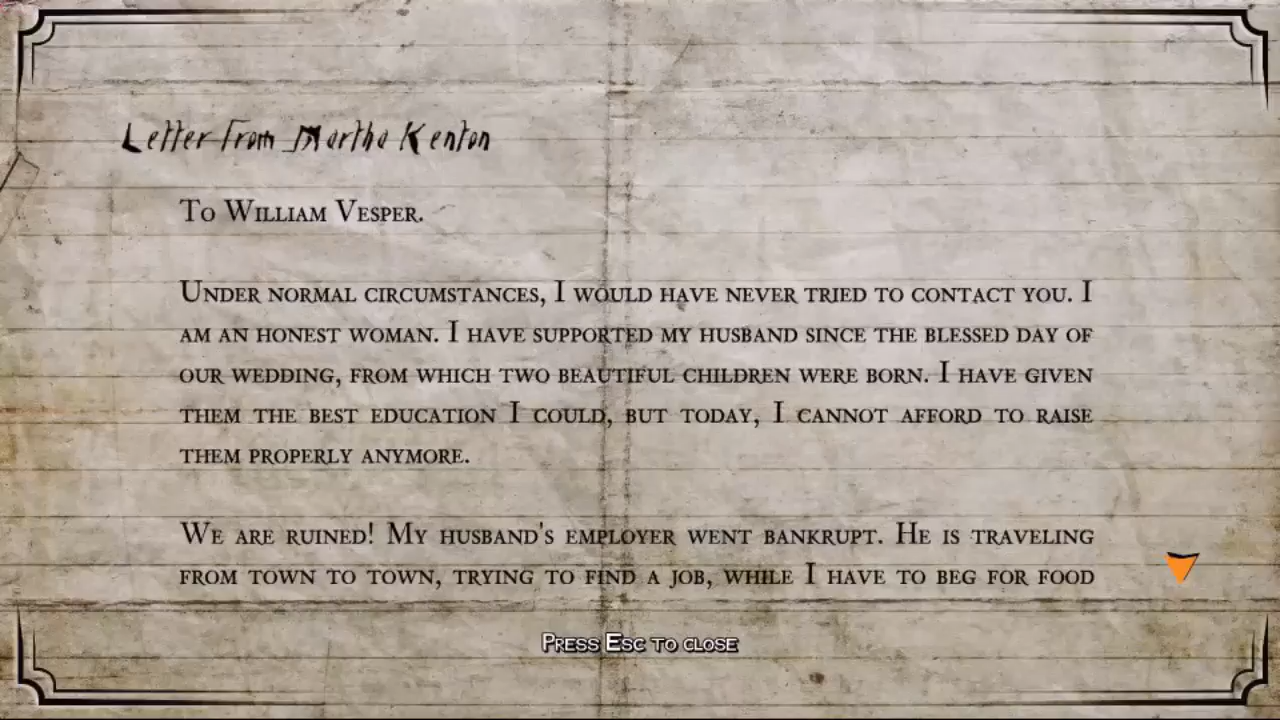 Letter from Martha Kenton
To William Vesper.
Under normal circumstances, I would have never tried to contact you. I
am an honest woman. I have supported my husband since the blessed day of
our wedding, from which two beautiful children were born. I have given
them the best education I could, but today, I cannot afford to raise
them properly anymore.
We are ruined! My husband's employer went bankrupt. He is traveling
from town to town, trying to find a job, while I have to beg for food
Press Esc to close